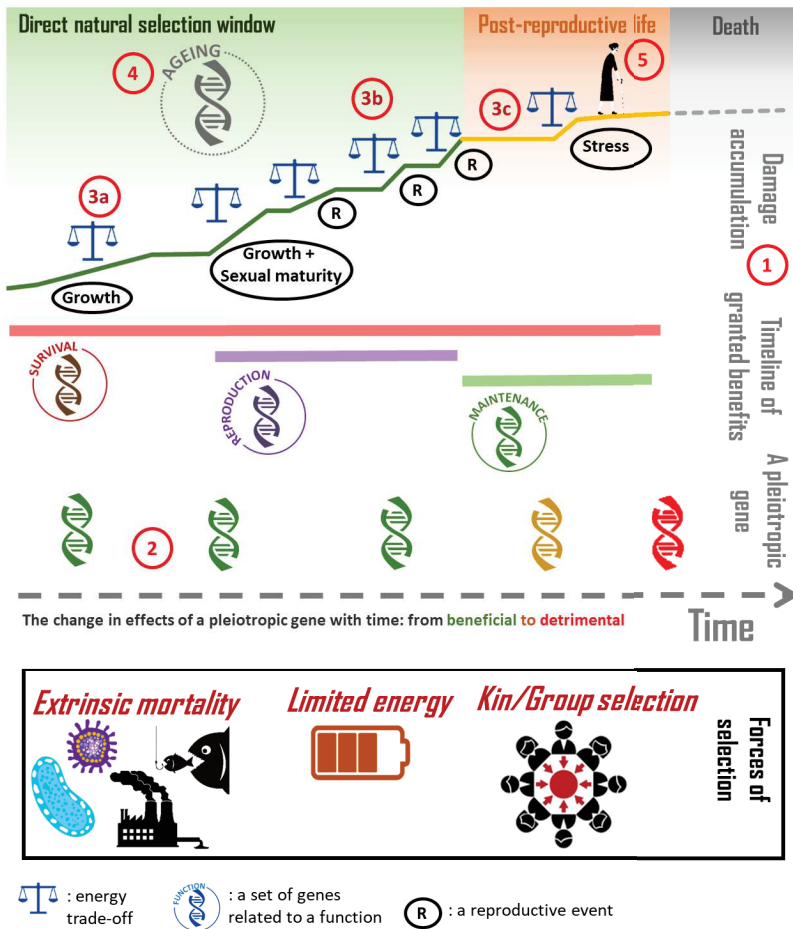 Direct natural selection window
Post-reproductive life
Death
4
AGEING
5
3b
3c
R
Stress
R
R
3a
Growth +
Sexual maturity
Growth
Damage
accumulation
1
SURVIVAL
REPRODUCTION
MAINTENANCE
Timeline of
granted benefits
2
A pleiotropic
gene
The change in effects of a pleiotropic gene with time: from beneficial to detrimental
Time
Extrinsic mortality
Limited energy
Kin/Group selection
Forces of
selection
: energy
trade-off
FUNCTION
: a set of genes
related to a function
R
: a reproductive event